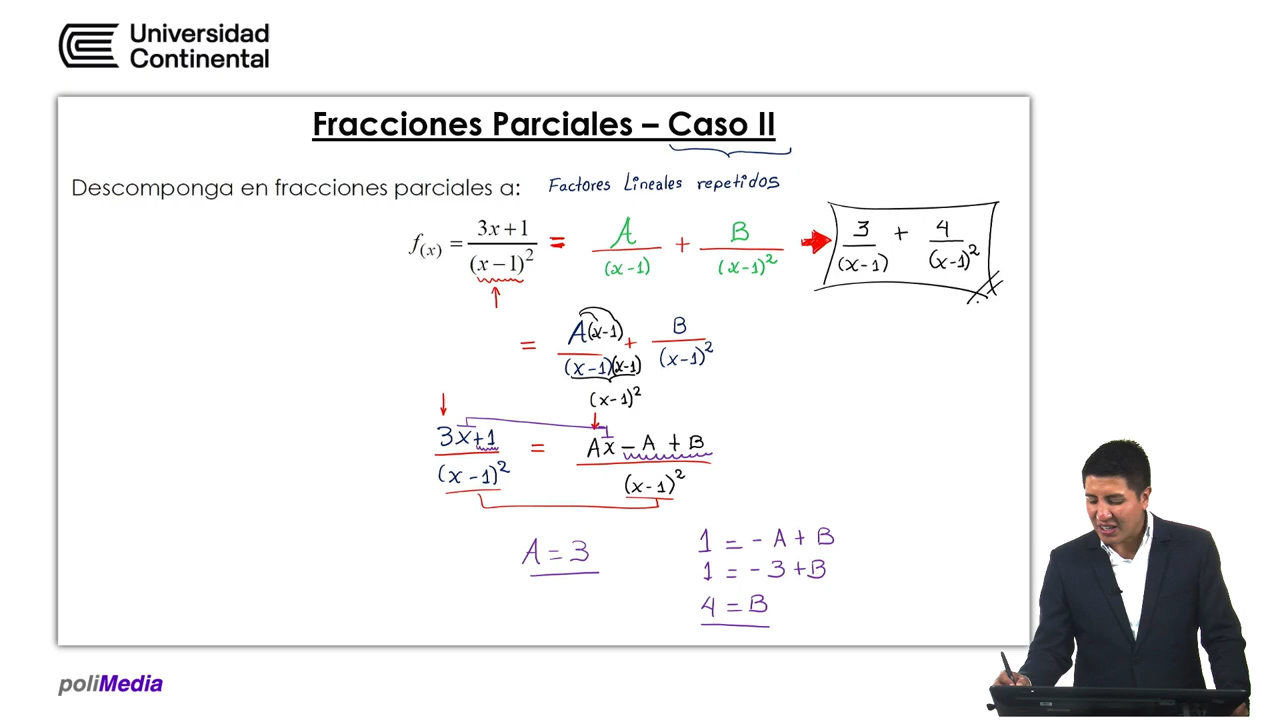 Universidad
Continental
Fracciones Parciales – Caso II
Descomponga en fracciones parciales a: Factores Lineales repetidos
f(x) = (3x+1)/(x−1)² = A/(x-1) + B/(x-1)² → 3/(x-1) + 4/(x-1)²
= A(x-1)/(x-1)(x-1) + B/(x-1)²
(x-1)²
(3x+1)/(x-1)² = (Ax - A + B)/(x-1)²
A = 3
1 = - A + B
1 = - 3 + B
4 = B
poliMedia